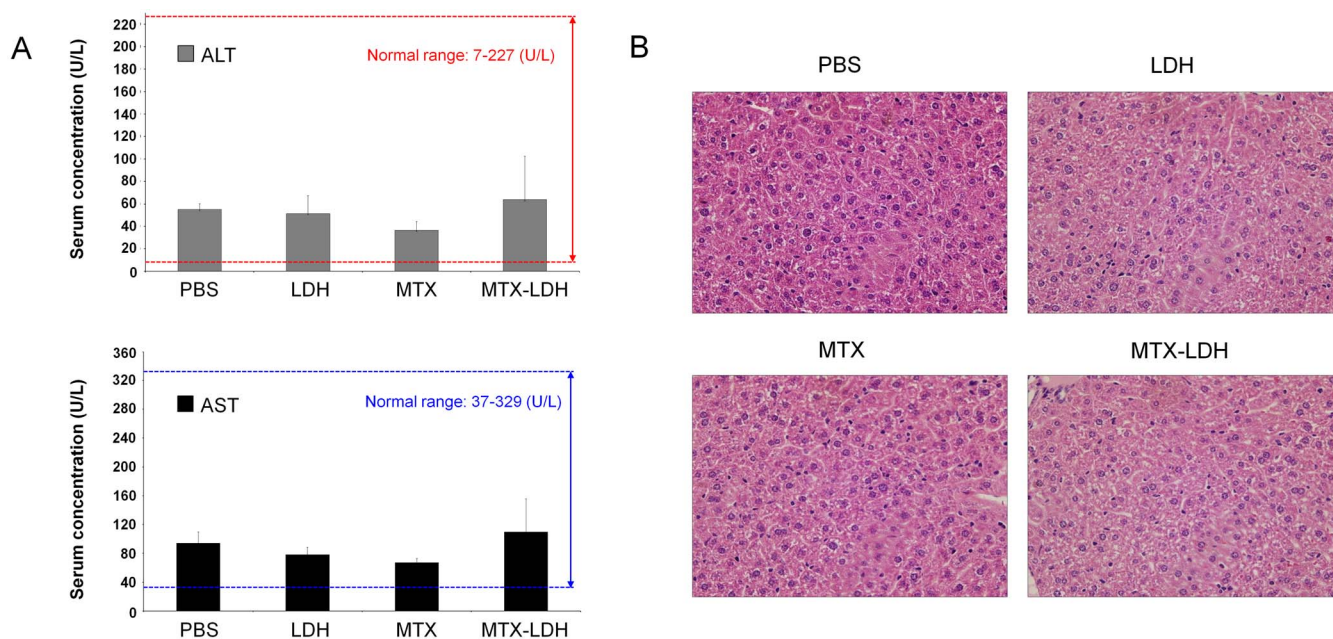 A
Serum concentration (U/L)
220
200
180
160
140
120
100
80
60
40
20
0
ALT
Normal range: 7-227 (U/L)
PBS LDH MTX MTX-LDH
Serum concentration (U/L)
360
320
280
240
200
160
120
80
40
0
AST
Normal range: 37-329 (U/L)
PBS LDH MTX MTX-LDH
B
PBS LDH
MTX MTX-LDH